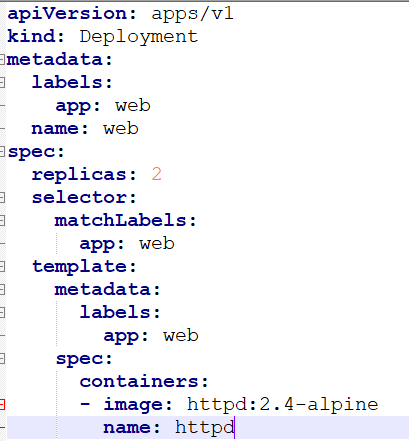 apiVersion: apps/v1
kind: Deployment
metadata:
  labels:
    app: web
  name: web
spec:
  replicas: 2
  selector:
    matchLabels:
      app: web
  template:
    metadata:
      labels:
        app: web
    spec:
      containers:
      - image: httpd:2.4-alpine
        name: httpd